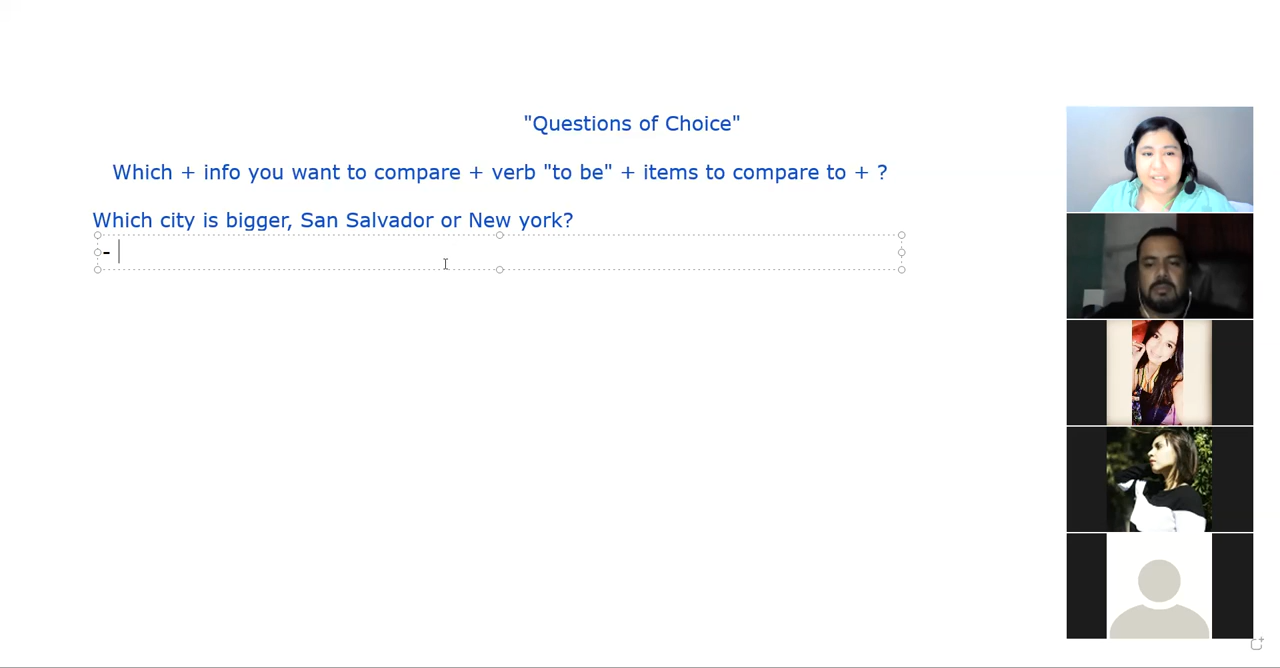 "Questions of Choice"
Which + info you want to compare + verb "to be" + items to compare to + ?
Which city is bigger, San Salvador or New york?
-